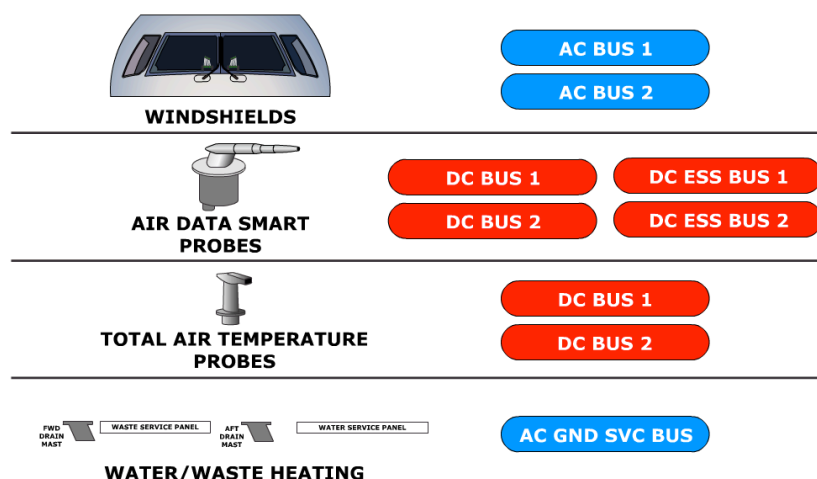 AC BUS 1
AC BUS 2
WINDSHIELDS
DC BUS 1
DC ESS BUS 1
DC BUS 2
DC ESS BUS 2
AIR DATA SMART
PROBES
DC BUS 1
DC BUS 2
TOTAL AIR TEMPERATURE
PROBES
FWD
DRAIN
MAST
WASTE SERVICE PANEL
AFT
DRAIN
MAST
WATER SERVICE PANEL
AC GND SVC BUS
WATER/WASTE HEATING